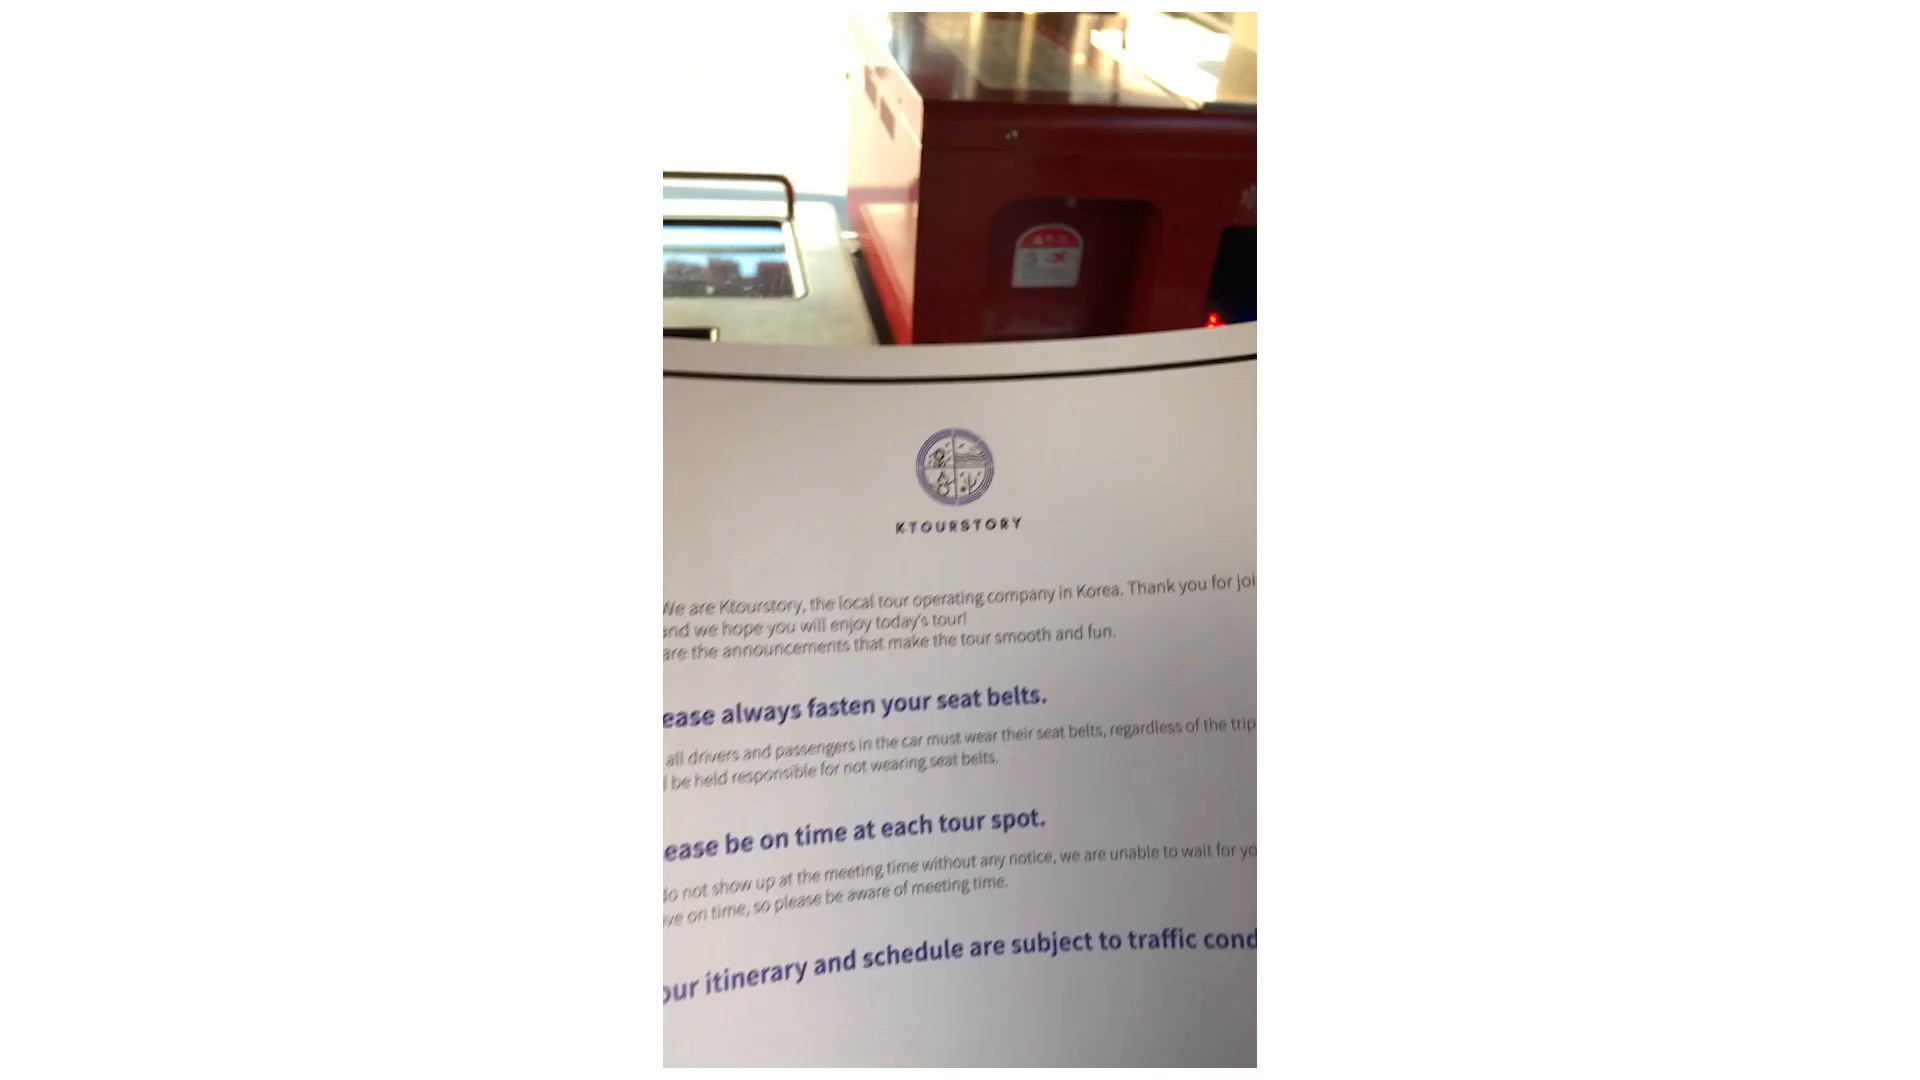 KTOURSTORY
We are Ktourstory, the local tour operating company in Korea. Thank you for joi
and we hope you will enjoy today's tour!
are the announcements that make the tour smooth and fun.
ease always fasten your seat belts.
all drivers and passengers in the car must wear their seat belts, regardless of the trip
be held responsible for not wearing seat belts.
ease be on time at each tour spot.
do not show up at the meeting time without any notice, we are unable to wait for yo
ve on time, so please be aware of meeting time.
our itinerary and schedule are subject to traffic cond